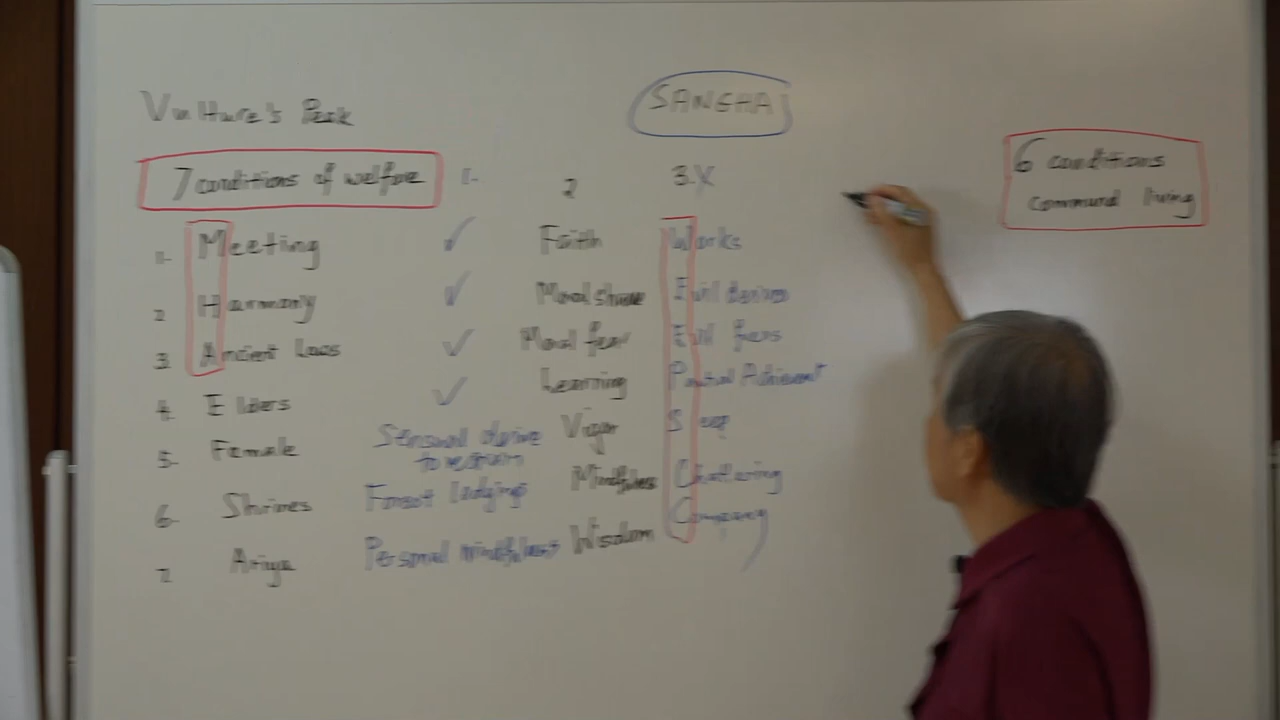 Vulture's Peak
SANGHA
6 conditions
communal living
7 conditions of welfare 1. 2 3. X
1. Meeting ✓ Faith Works
2. Harmony ✓ Moral shame Evil desires
3. Ancient laws ✓ Moral fear Evil
4. Elders ✓ Learning Partial Achievement
5. Female Sensual desire Vigor Sleep
to return
6. Shrines Forest lodgings Mindfulness Chattering
7. Ariya Personal mindfulness Wisdom Company